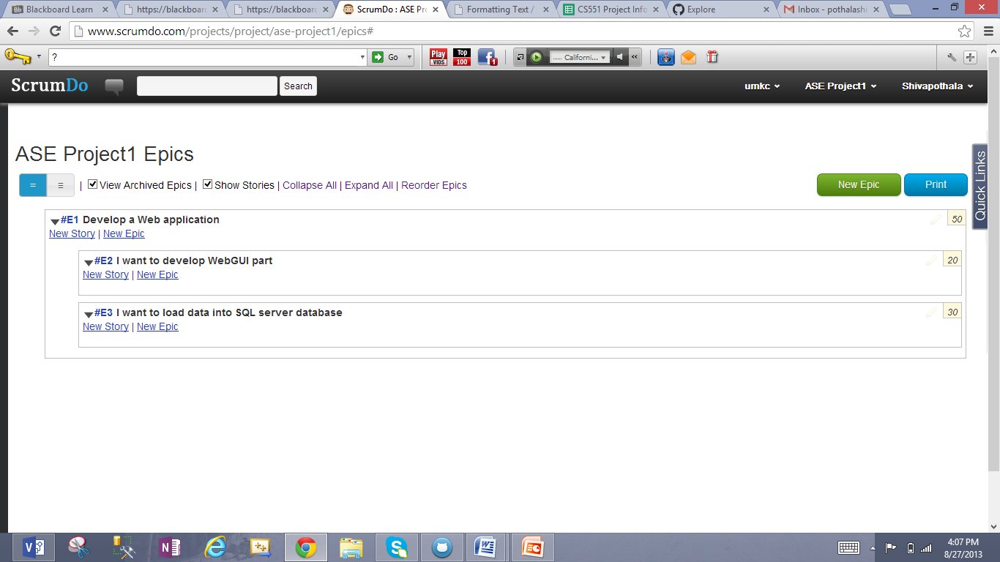 Blackboard Learn https://blackboard https://blackboard ScrumDo : ASE Pr Formatting Text / CS551 Project Info Explore Inbox - pothalashi
www.scrumdo.com/projects/project/ase-project1/epics#
? Go Play VIDS Top 100 1 ..... Californi...
ScrumDo Search umkc ASE Project1 Shivapothala
ASE Project1 Epics
| View Archived Epics | Show Stories | Collapse All | Expand All | Reorder Epics New Epic Print
Quick Links
#E1 Develop a Web application 50
New Story | New Epic
#E2 I want to develop WebGUI part 20
New Story | New Epic
#E3 I want to load data into SQL server database 30
New Story | New Epic
4:07 PM
8/27/2013